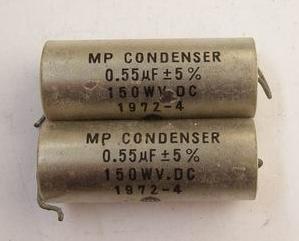 MP CONDENSER
0.55μF ±5%
150WV.DC
1972-4
MP CONDENSER
0.55μF ±5%
150WV.DC
1972-4